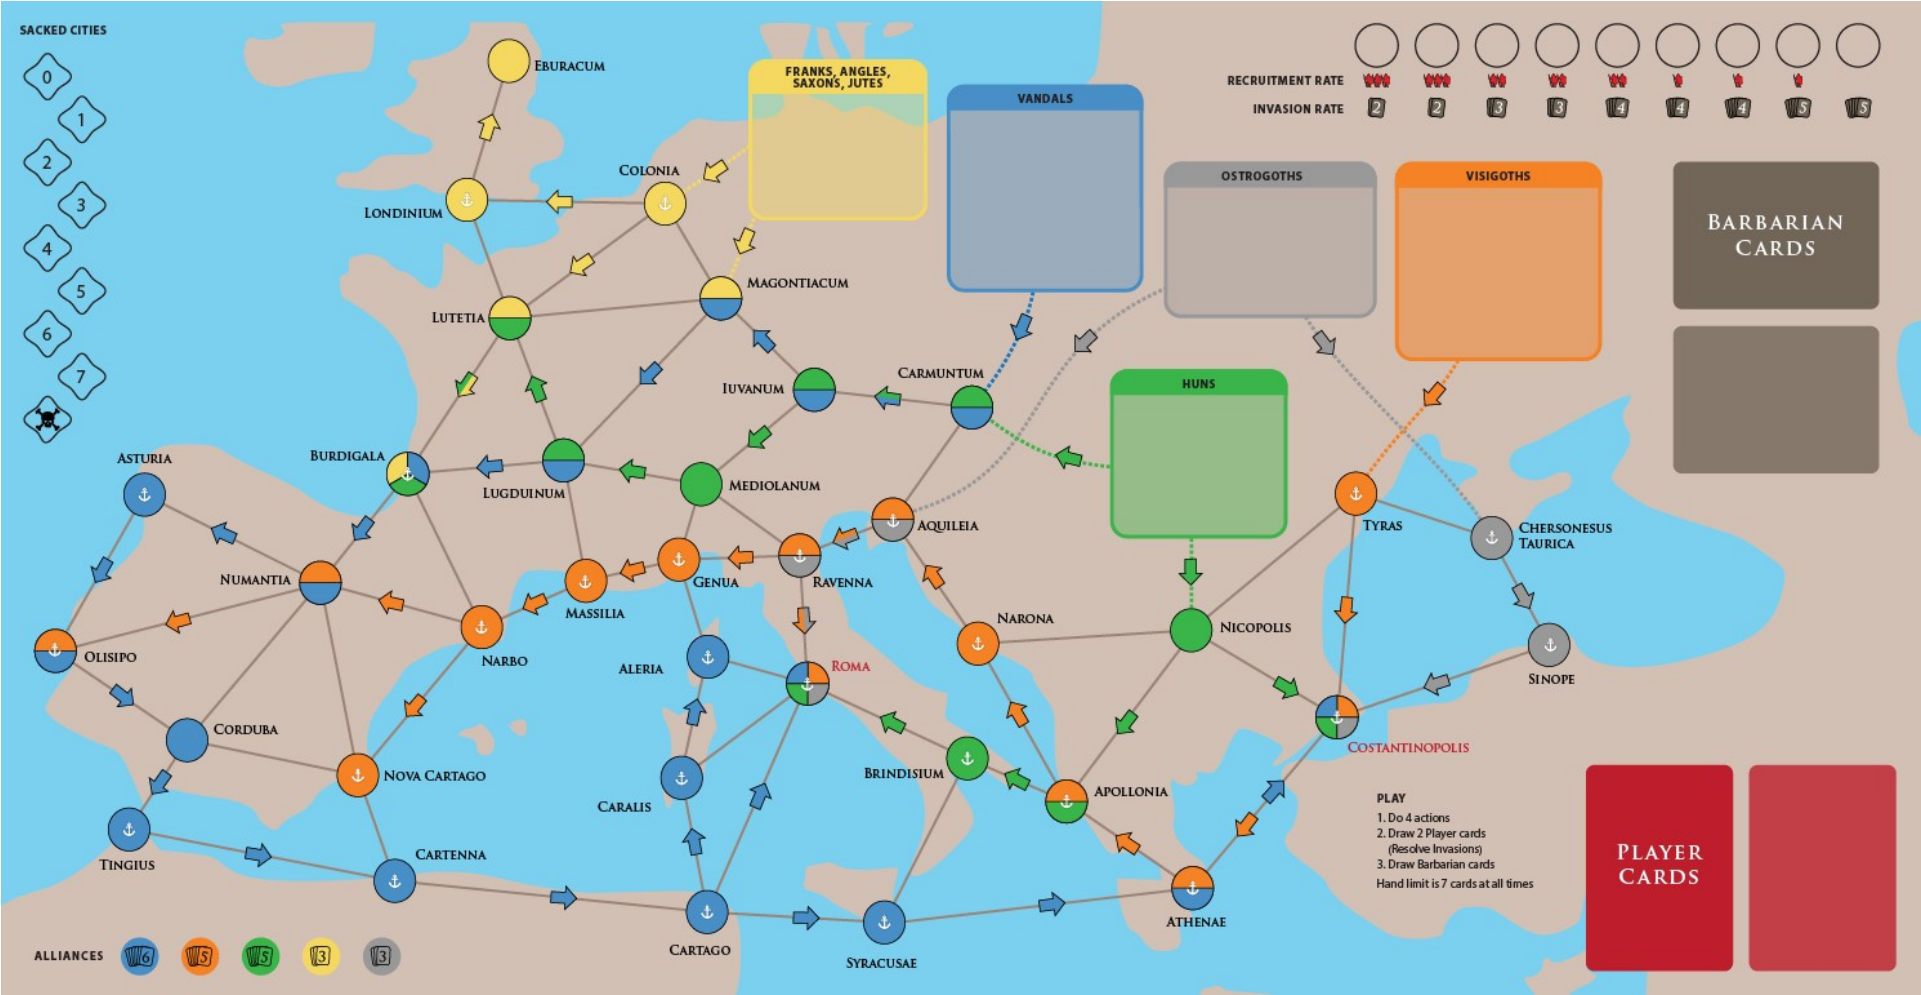 SACKED CITIES
0
1
2
3
4
5
6
7
EBURACUM
LONDINIUM
COLONIA
FRANKS, ANGLES,
SAXONS, JUTES
VANDALS
OSTROGOTHS
VISIGOTHS
HUNS
RECRUITMENT RATE
INVASION RATE
2
2
3
3
4
4
4
5
5
BARBARIAN
CARDS
MAGONTIACUM
LUTETIA
IUVANUM
CARMUNTUM
BURDIGALA
LUGDUINUM
MEDIOLANUM
ASTURIA
AQUILEIA
TYRAS
CHERSONESUS
TAURICA
NUMANTIA
GENUA
RAVENNA
MASSILIA
NARBO
OLISIPO
ALERIA
ROMA
NARONA
NICOPOLIS
SINOPE
CORDUBA
NOVA CARTAGO
CARALIS
BRINDISIUM
APOLLONIA
COSTANTINOPOLIS
TINGIUS
CARTENNA
CARTAGO
SYRACUSAE
ATHENAE
PLAY
1. Do 4 actions
2. Draw 2 Player cards
(Resolve Invasions)
3. Draw Barbarian cards
Hand limit is 7 cards at all times
PLAYER
CARDS
ALLIANCES
6
5
5
3
3